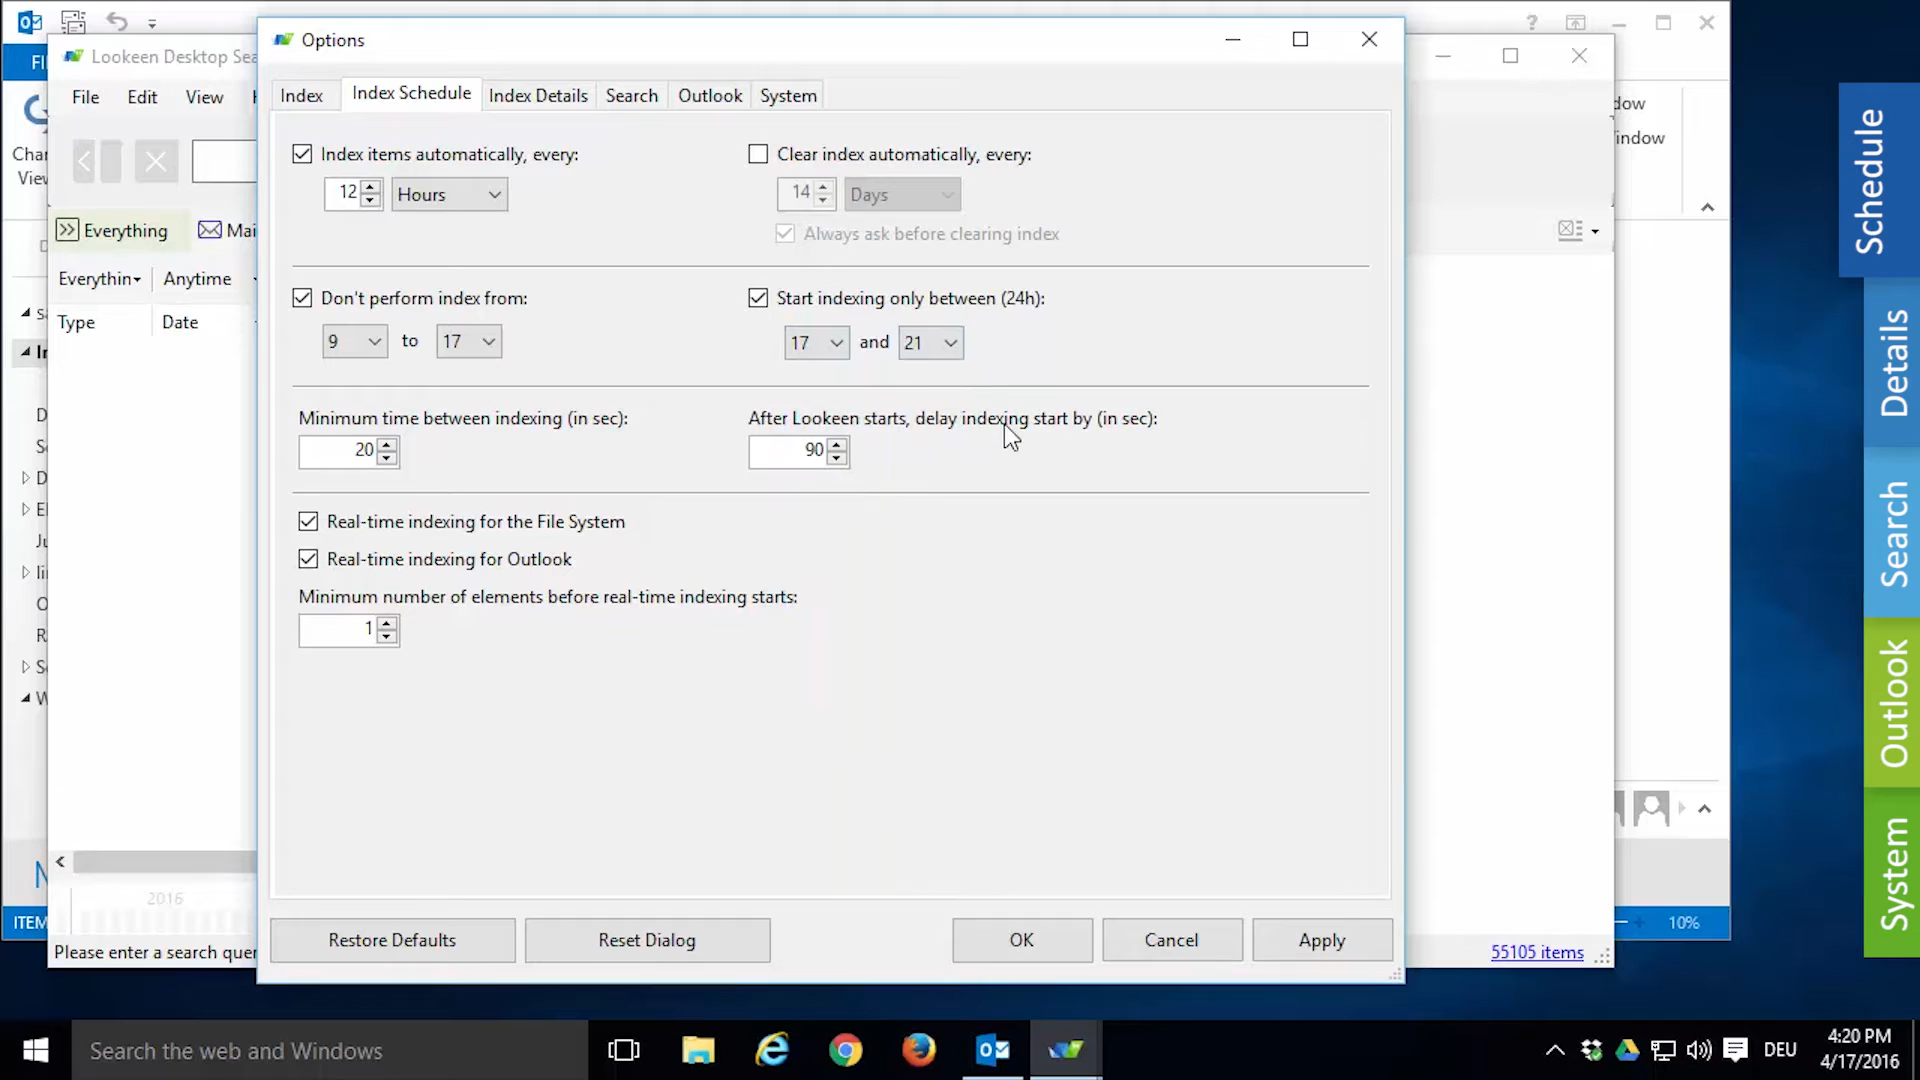 Options
Lookeen Desktop Sea
File Edit View
Index Index Schedule Index Details Search Outlook System
Index items automatically, every:
12 Hours
Clear index automatically, every:
14 Days
Always ask before clearing index
Don't perform index from:
9 to 17
Start indexing only between (24h):
17 and 21
Minimum time between indexing (in sec):
20
After Lookeen starts, delay indexing start by (in sec):
90
Real-time indexing for the File System
Real-time indexing for Outlook
Minimum number of elements before real-time indexing starts:
1
Restore Defaults Reset Dialog OK Cancel Apply
Everything Mai
Everythin Anytime
Type Date
2016
Please enter a search quer
55105 items
ITEM
10%
dow
indow
Schedule
Details
Search
Outlook
System
Search the web and Windows
DEU
4:20 PM
4/17/2016